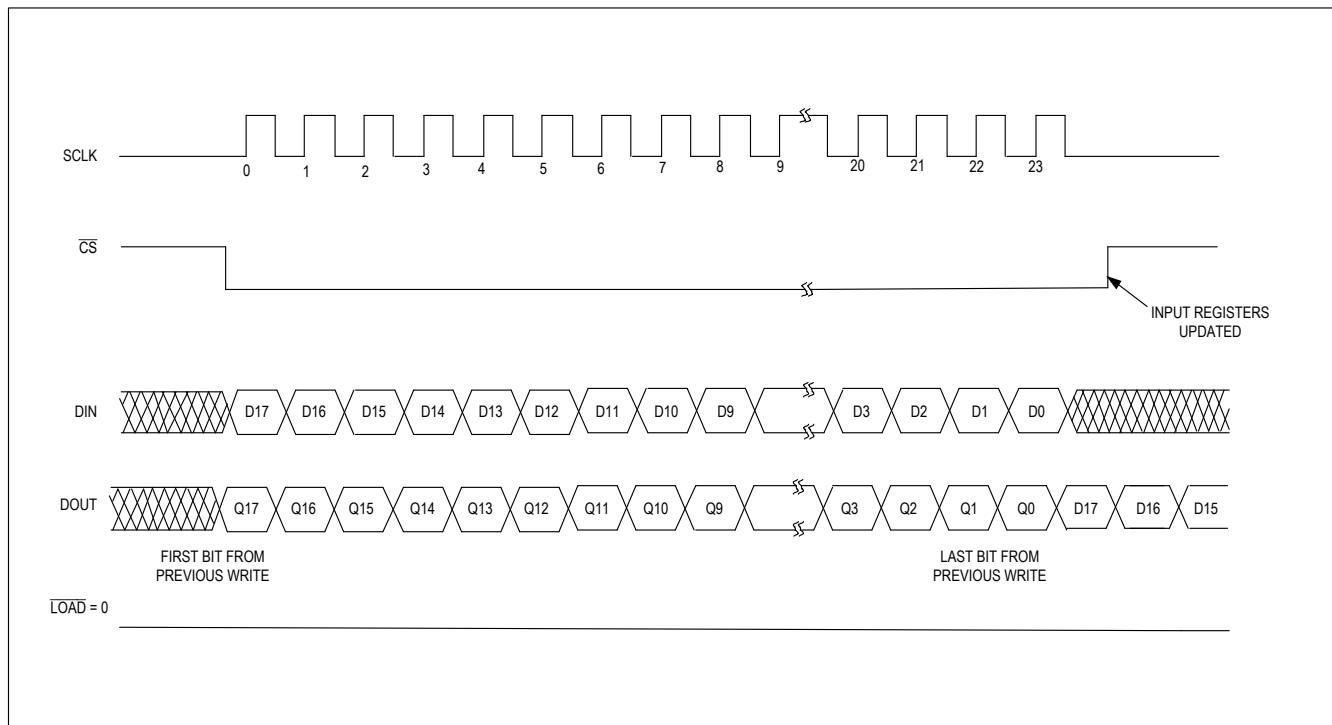 SCLK
0 1 2 3 4 5 6 7 8 9 20 21 22 23
CS
INPUT REGISTERS
UPDATED
DIN
D17 D16 D15 D14 D13 D12 D11 D10 D9 D3 D2 D1 D0
DOUT
Q17 Q16 Q15 Q14 Q13 Q12 Q11 Q10 Q9 Q3 Q2 Q1 Q0 D17 D16 D15
FIRST BIT FROM
PREVIOUS WRITE
LAST BIT FROM
PREVIOUS WRITE
LOAD = 0